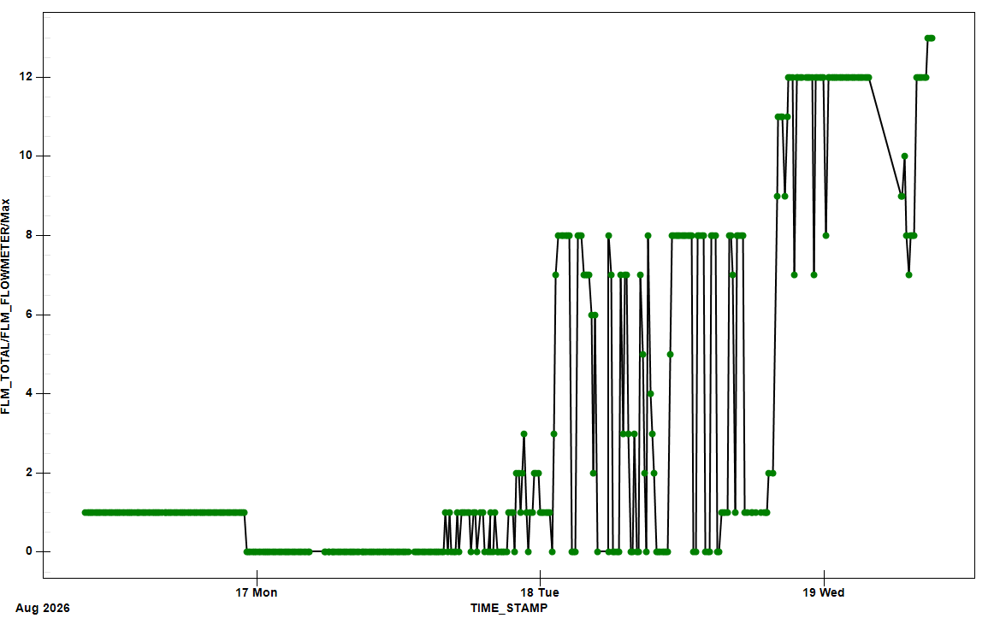 FLM_TOTAL/FLM_FLOWMETER/Max
12
10
8
6
4
2
0
17 Mon
18 Tue
19 Wed
Aug 2026
TIME_STAMP